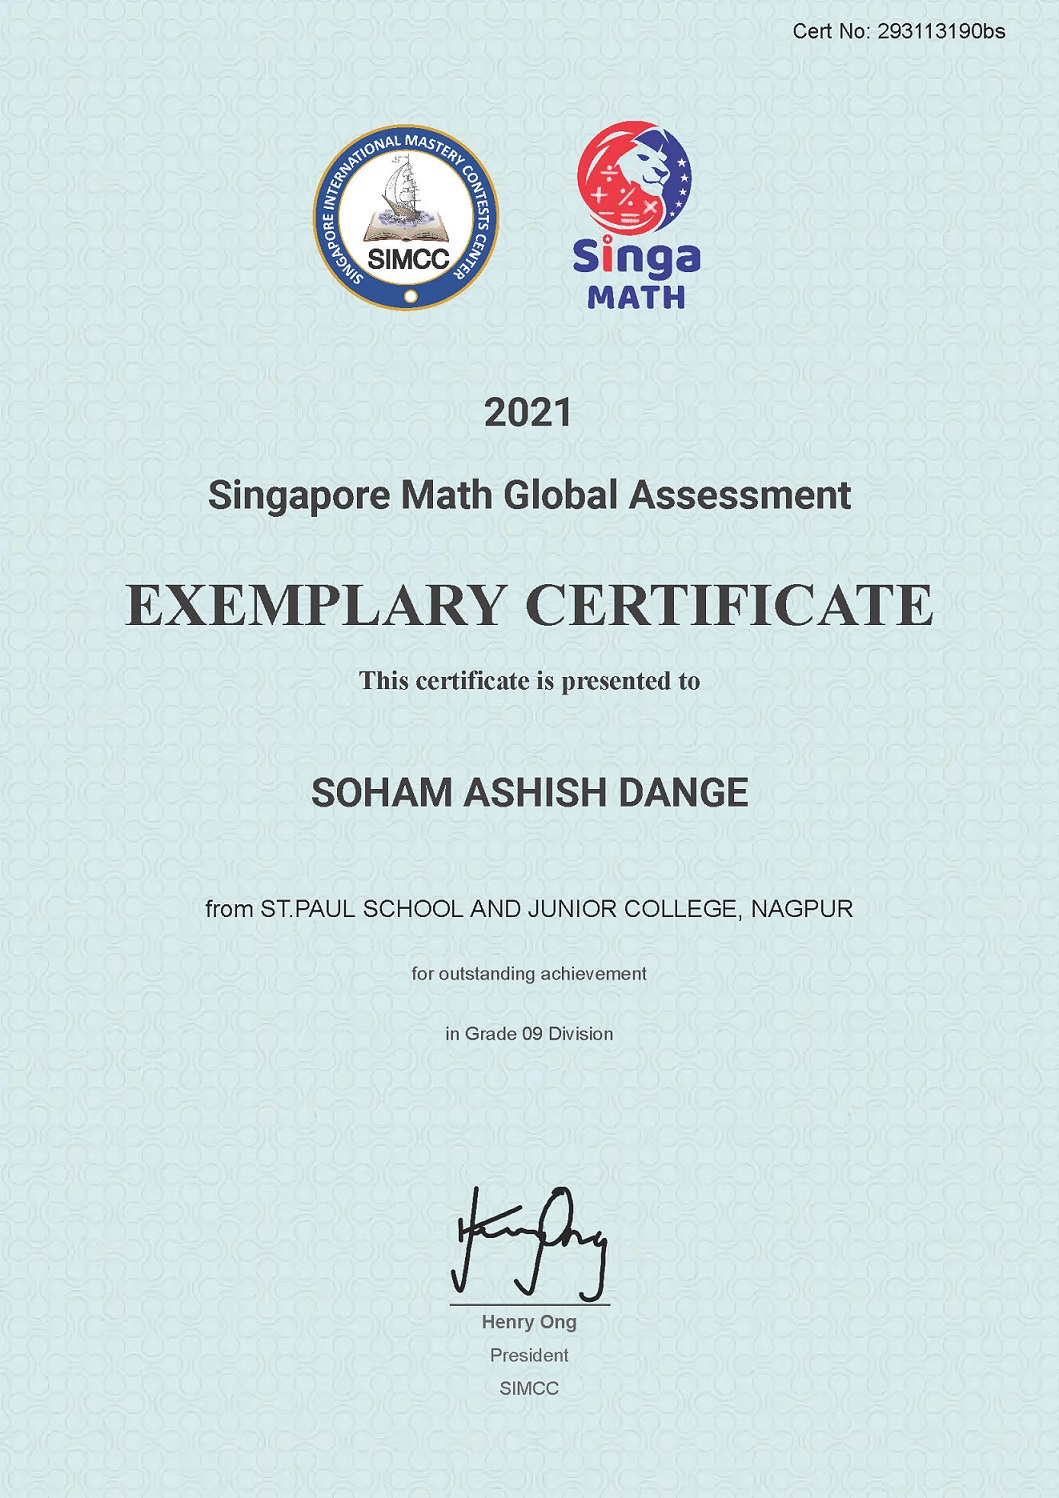 Cert No: 293113190bs
SINGAPORE INTERNATIONAL MASTERY CONTESTS CENTER
SIMCC
Singa
MATH
2021
Singapore Math Global Assessment
EXEMPLARY CERTIFICATE
This certificate is presented to
SOHAM ASHISH DANGE
from ST.PAUL SCHOOL AND JUNIOR COLLEGE, NAGPUR
for outstanding achievement
in Grade 09 Division
Henry Ong
Henry Ong
President
SIMCC